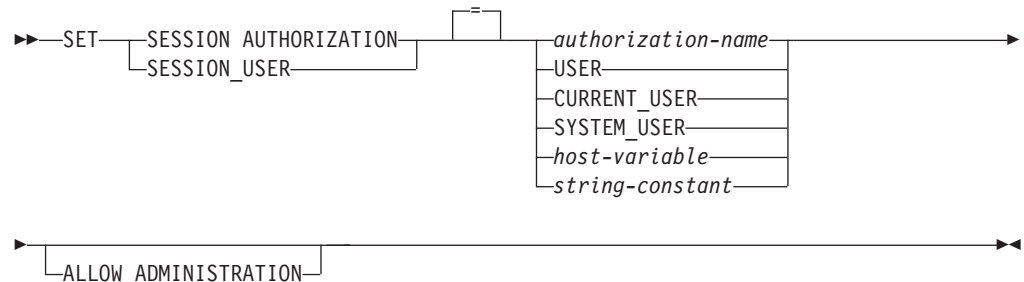 =
SET SESSION AUTHORIZATION authorization-name
SESSION_USER USER
CURRENT_USER
SYSTEM_USER
host-variable
string-constant
ALLOW ADMINISTRATION